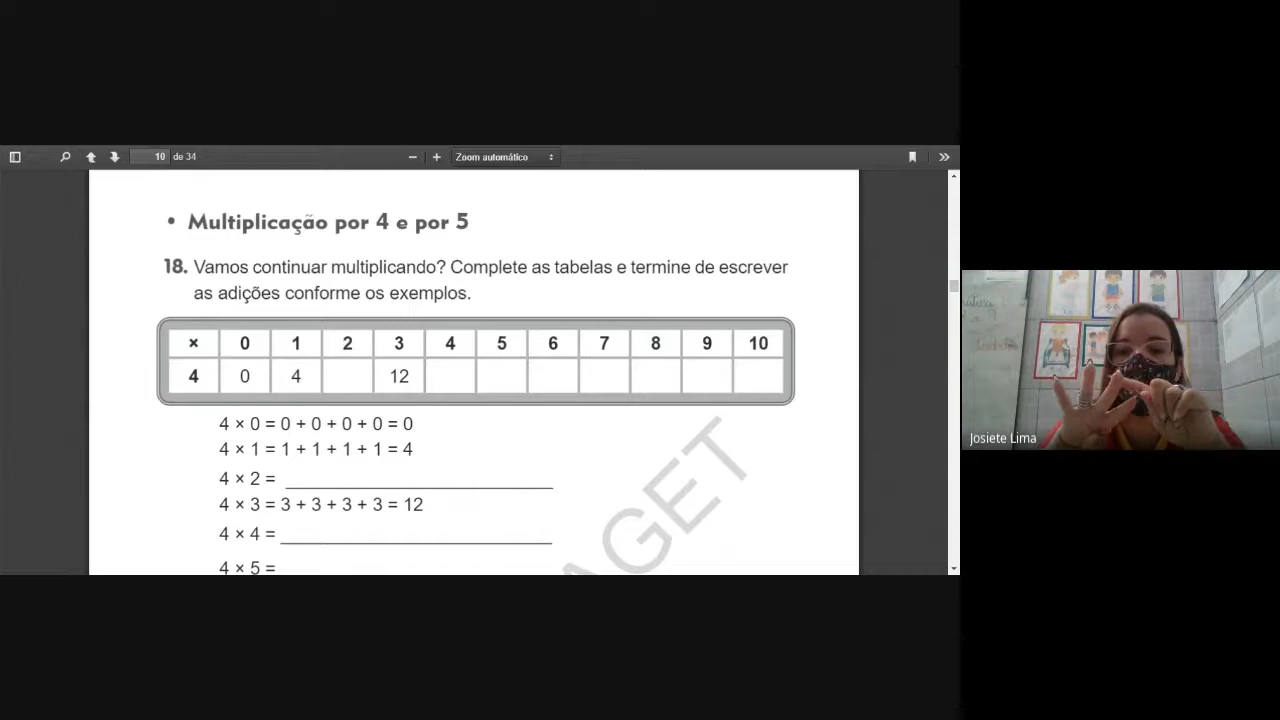 10 de 34
Zoom automático
• Multiplicação por 4 e por 5
18. Vamos continuar multiplicando? Complete as tabelas e termine de escrever
as adições conforme os exemplos.
× 0 1 2 3 4 5 6 7 8 9 10
4 0 4 12
4 × 0 = 0 + 0 + 0 + 0 = 0
4 × 1 = 1 + 1 + 1 + 1 = 4
4 × 2 =
4 × 3 = 3 + 3 + 3 + 3 = 12
4 × 4 =
4 × 5 =
AGET
Josiete Lima